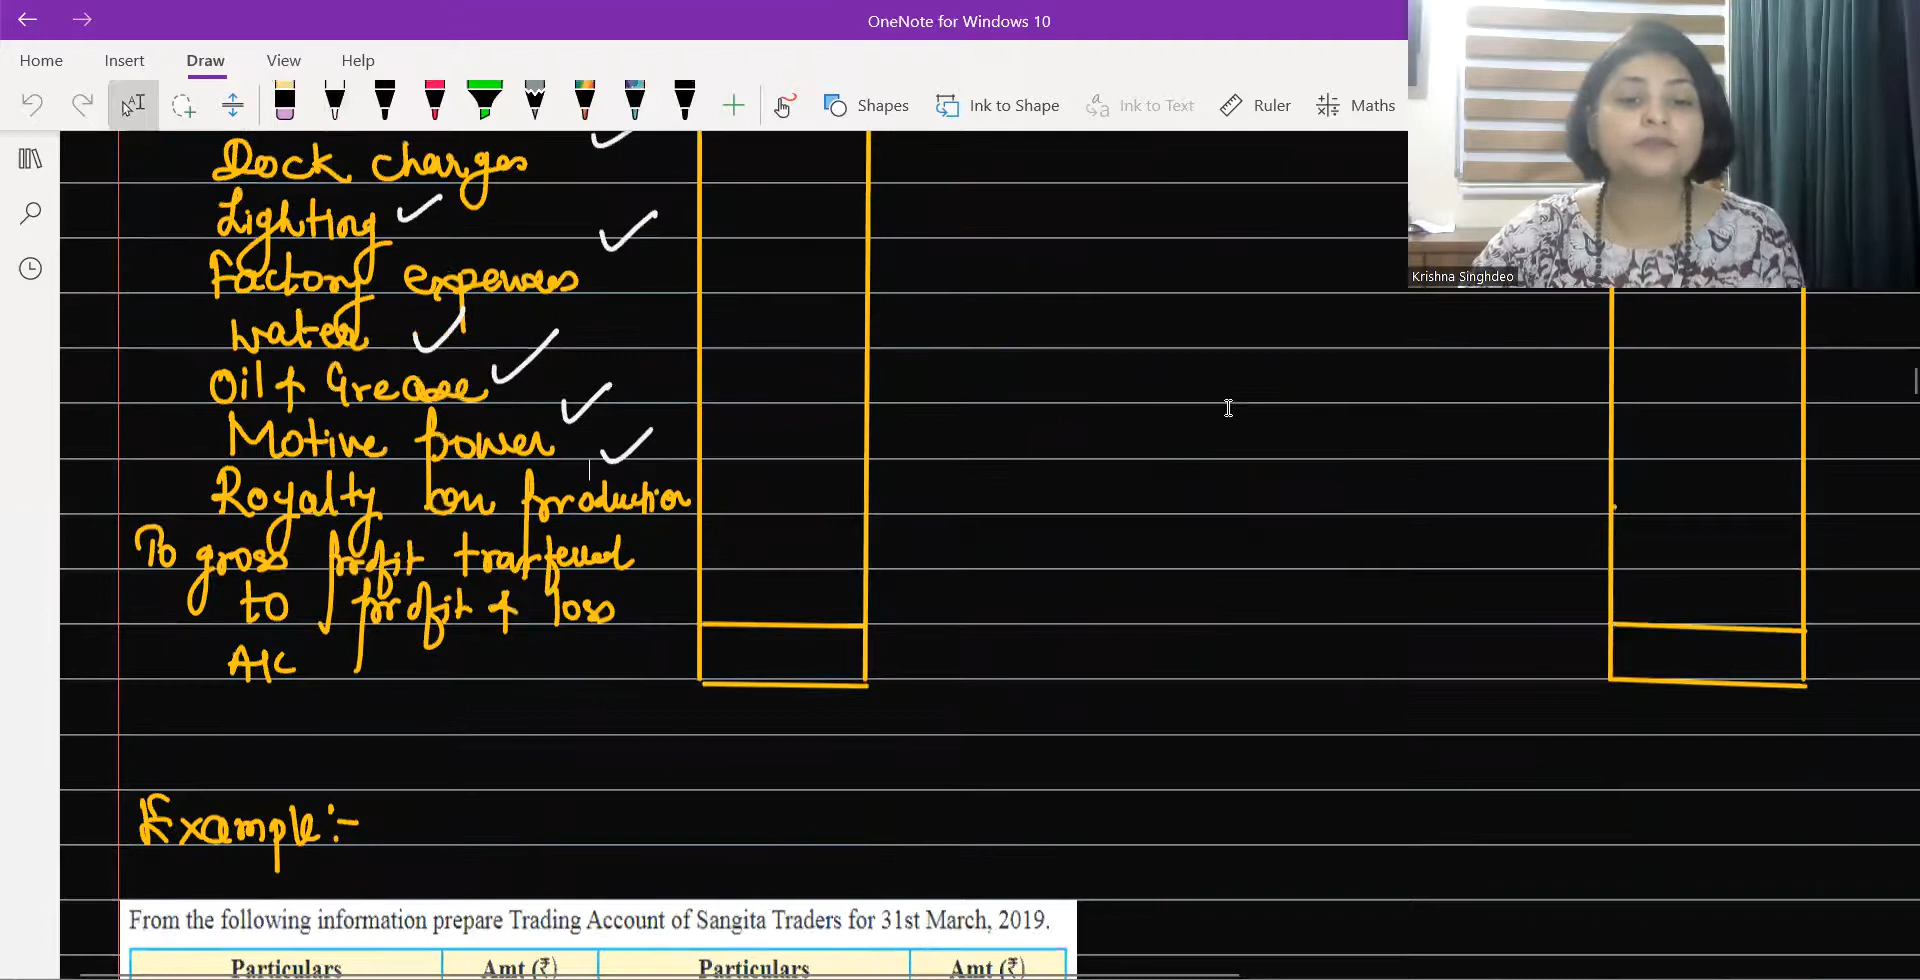 OneNote for Windows 10
Home Insert Draw View Help
Shapes Ink to Shape Ink to Text Ruler Maths
Krishna Singhdeo
Dock charges
Lighting
Factory expenses
Water
Oil + Grease
Motive power
Royalty on production
To gross profit tranferred
to profit + loss
A/C
Example:-
From the following information prepare Trading Account of Sangita Traders for 31st March, 2019.
Particulars Amt (₹) Particulars Amt (₹)